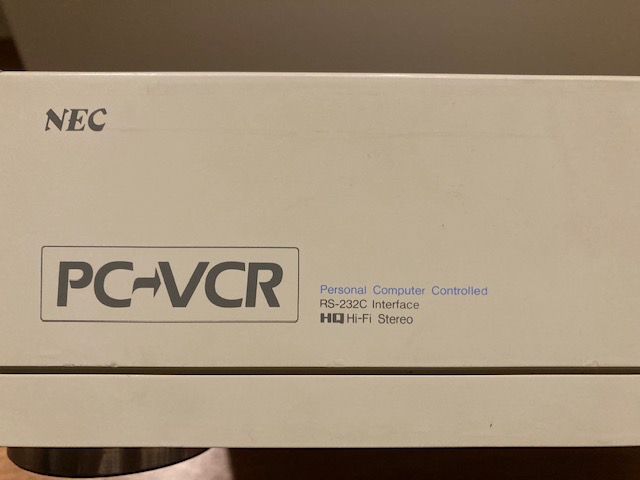 NEC
PC→VCR
Personal Computer Controlled
RS-232C Interface
HQ Hi-Fi Stereo